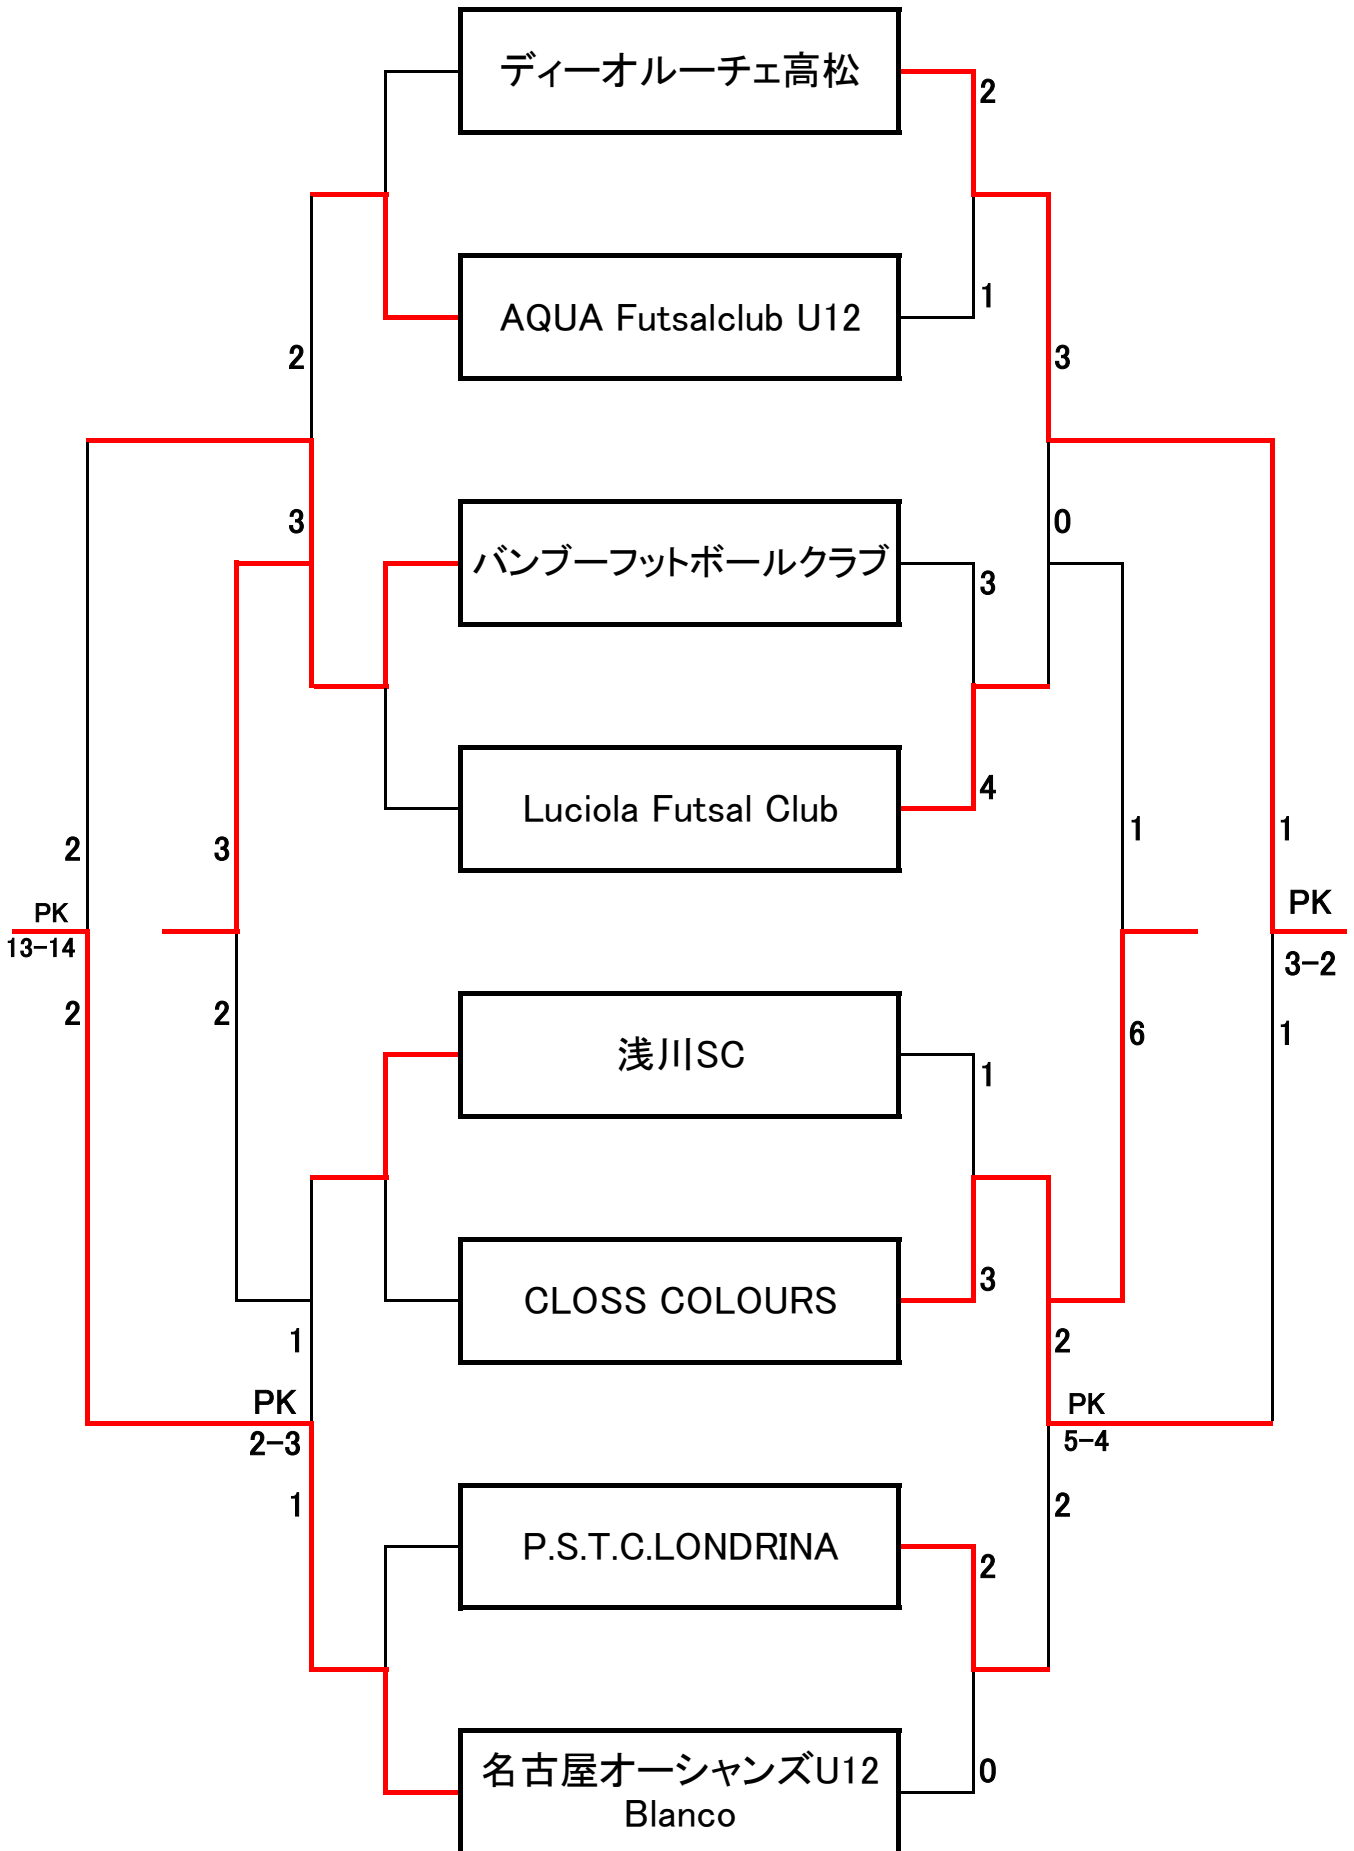 ディーオルーチェ高松
2
AQUA Futsalclub U12
1
2
3
3
0
バンブーフットボールクラブ
3
Luciola Futsal Club
4
2
3
1
1
PK
PK
13-14
3-2
2
2
6
1
浅川SC
1
CLOSS COLOURS
3
1
2
PK
PK
2-3
5-4
1
2
P.S.T.C.LONDRINA
2
名古屋オーシャンズU12
Blanco
0